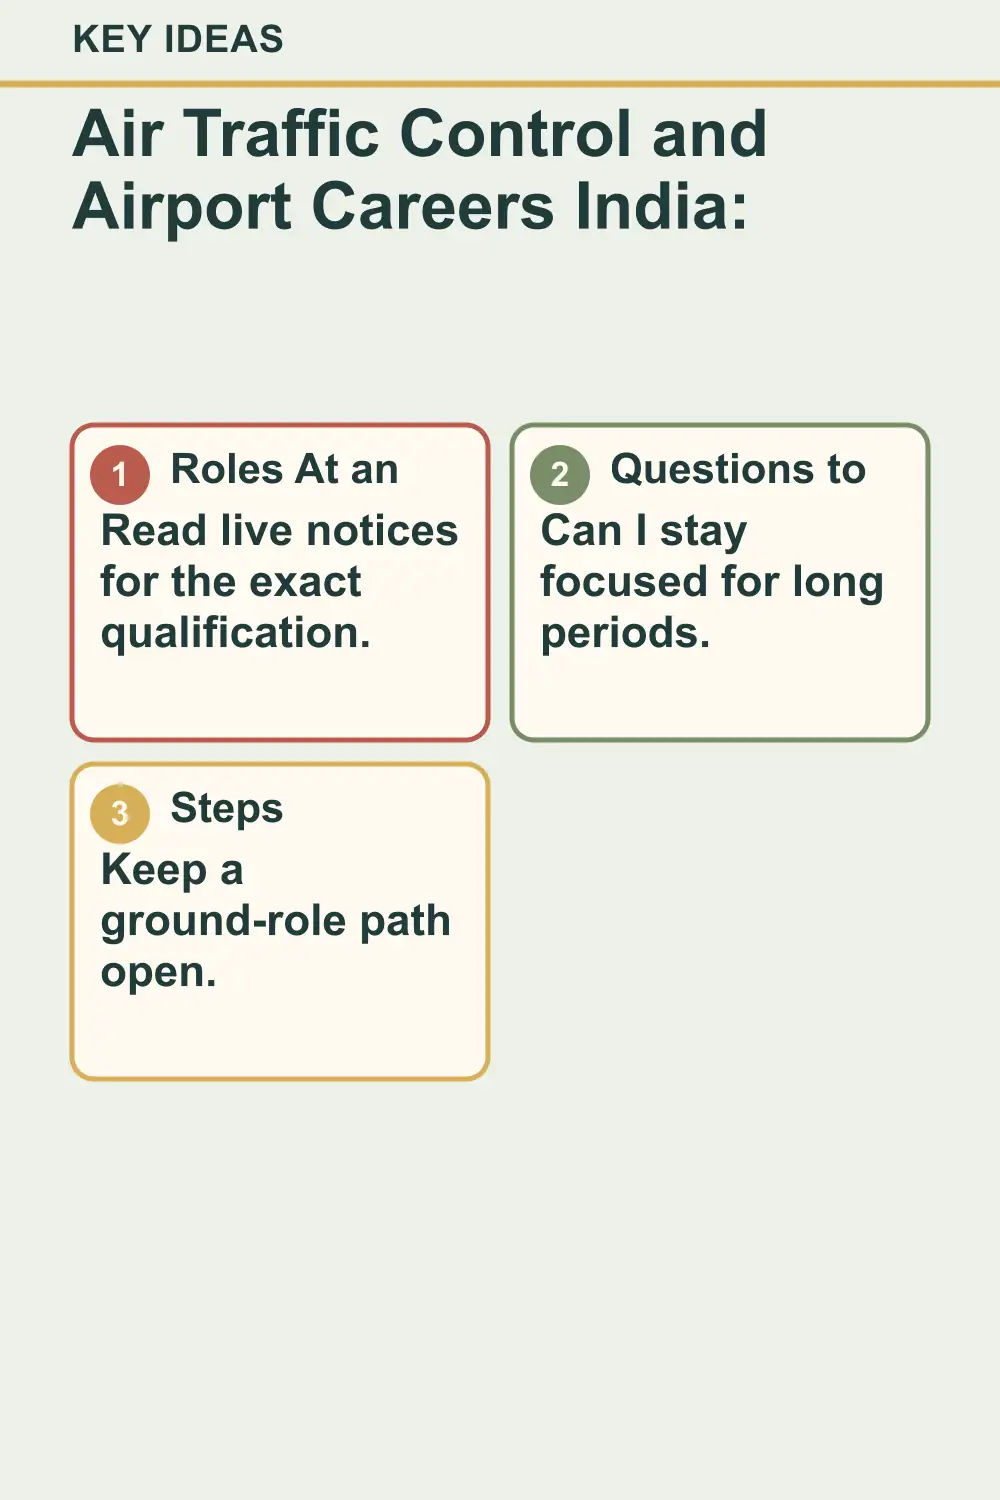 KEY IDEAS
Air Traffic Control and
Airport Careers India:
1 Roles At an
Read live notices
for the exact
qualification.
2 Questions to
Can I stay
focused for long
periods.
3 Steps
Keep a
ground-role path
open.